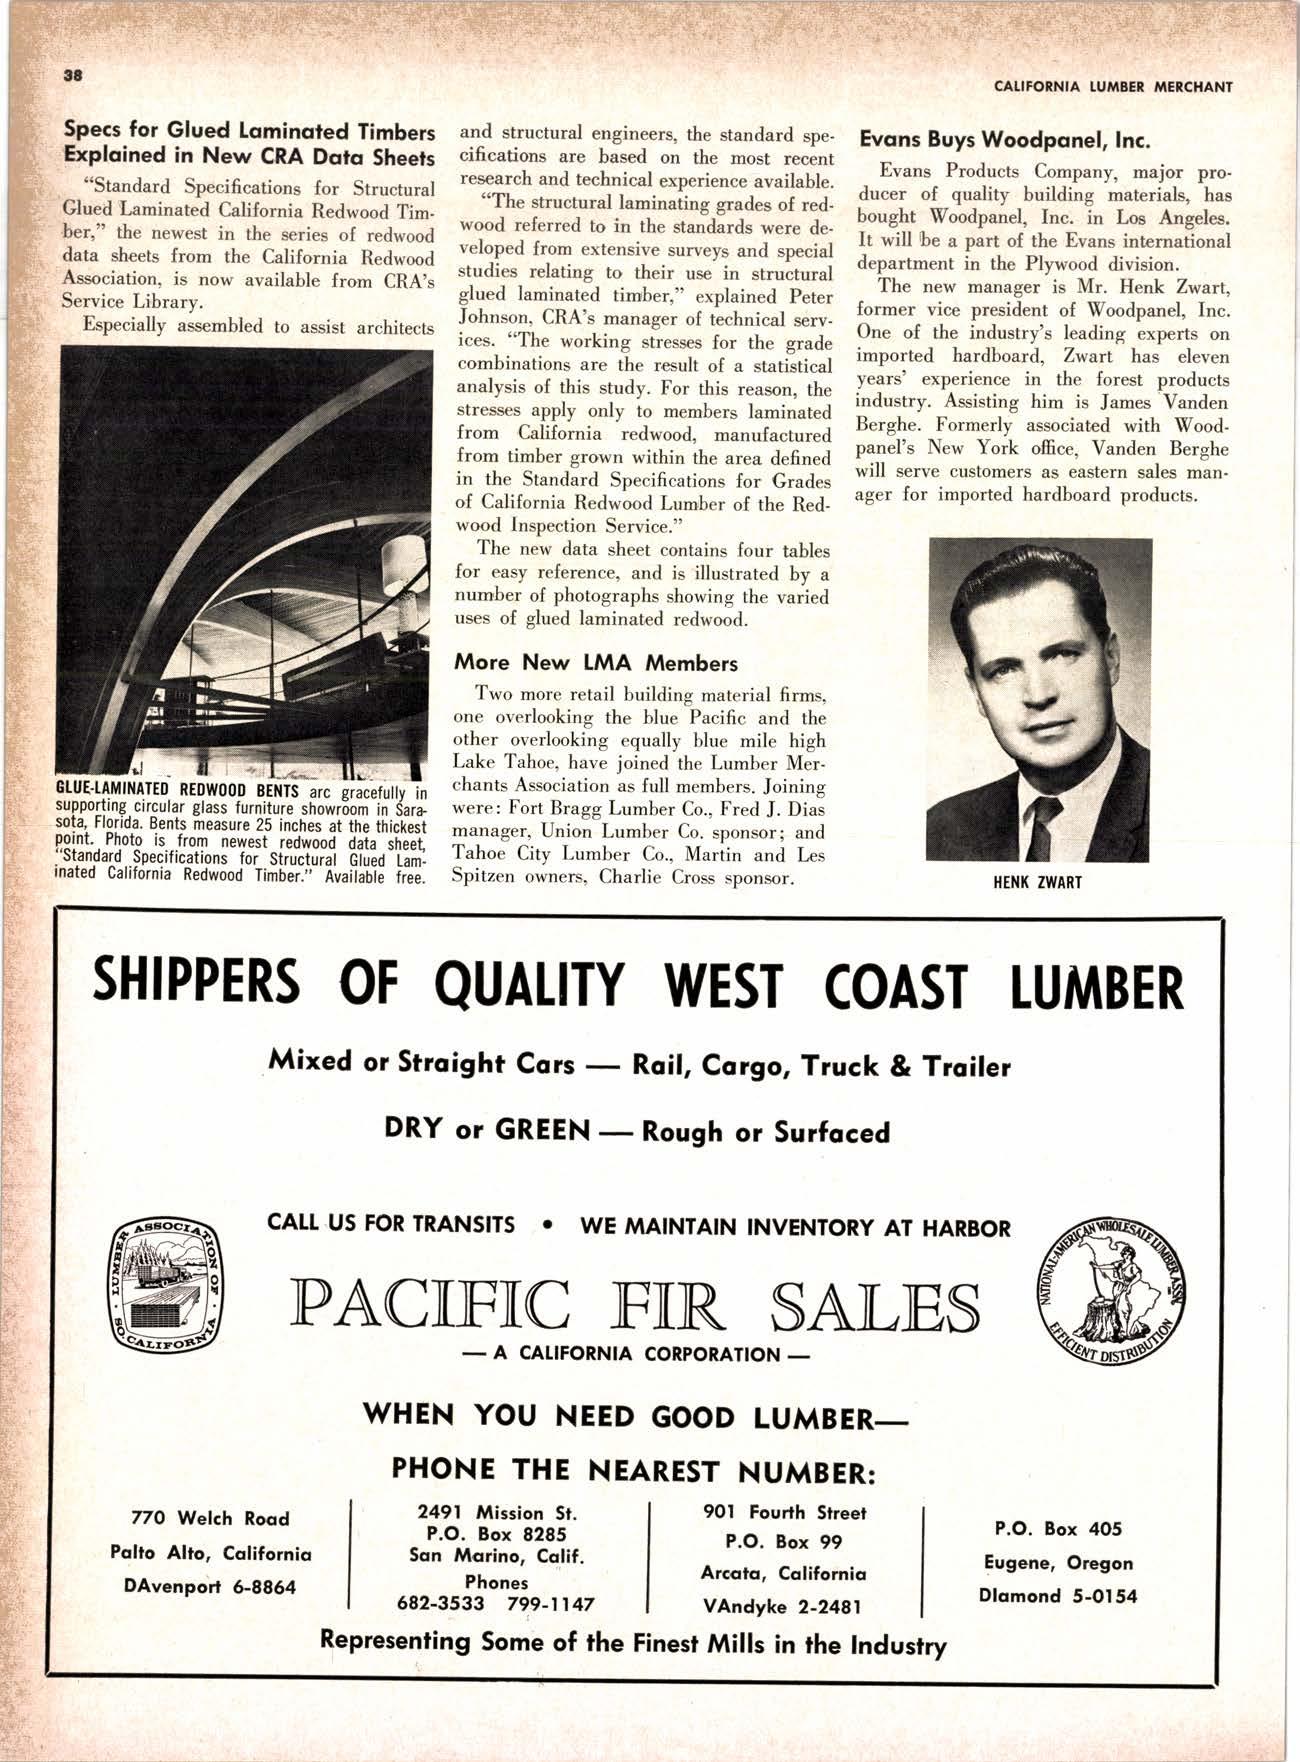 38
CALIFORNIA LUMBER MERCHANT
Specs for Glued Laminated Timbers
Explained in New CRA Data Sheets
"Standard Specifications for Structural
Glued Laminated California Redwood Tim-
ber," the newest in the series of redwood
data sheets from the California Redwood
Association, is now available from CRA's
Service Library.
Especially assembled to assist architects
GLUE-LAMINATED REDWOOD BENTS arc gracefully in
supporting circular glass furniture showroom in Sara-
sota, Florida. Bents measure 25 inches at the thickest
point. Photo is from newest redwood data sheet,
"Standard Specifications for Structural Glued Lam-
inated California Redwood Timber." Available free.
and structural engineers, the standard spe-
cifications are based on the most recent
research and technical experience available.
"The structural laminating grades of red-
wood referred to in the standards were de-
veloped from extensive surveys and special
studies relating to their use in structural
glued laminated timber," explained Peter
Johnson, CRA's manager of technical serv-
ices. "The working stresses for the grade
combinations are the result of a statistical
analysis of this study. For this reason, the
stresses apply only to members laminated
from California redwood, manufactured
from timber grown within the area defined
in the Standard Specifications for Grades
of California Redwood Lumber of the Red-
wood Inspection Service."
The new data sheet contains four tables
for easy reference, and is illustrated by a
number of photographs showing the varied
uses of glued laminated redwood.
More New LMA Members
Two more retail building material firms,
one overlooking the blue Pacific and the
other overlooking equally blue mile high
Lake Tahoe, have joined the Lumber Mer-
chants Association as full members. Joining
were: Fort Bragg Lumber Co., Fred J. Dias
manager, Union Lumber Co. sponsor; and
Tahoe City Lumber Co., Martin and Les
Spitzen owners, Charlie Cross sponsor.
Evans Buys Woodpanel, Inc.
Evans Products Company, major pro-
ducer of quality building materials, has
bought Woodpanel, Inc. in Los Angeles.
It will be a part of the Evans international
department in the Plywood division.
The new manager is Mr. Henk Zwart,
former vice president of Woodpanel, Inc.
One of the industry's leading experts on
imported hardboard, Zwart has eleven
years' experience in the forest products
industry. Assisting him is James Vanden
Berghe. Formerly associated with Wood-
panel's New York office, Vanden Berghe
will serve customers as eastern sales man-
ager for imported hardboard products.
HENK ZWART
SHIPPERS OF QUALITY WEST COAST LUMBER
Mixed or Straight Cars — Rail, Cargo, Truck & Trailer
DRY or GREEN — Rough or Surfaced
CALL US FOR TRANSITS • WE MAINTAIN INVENTORY AT HARBOR
LUMBER ASSOCIATION OF SO. CALIFORNIA
PACIFIC FIR SALES
— A CALIFORNIA CORPORATION —
NATIONAL-AMERICAN WHOLESALE LUMBER ASSN.
EFFICIENT DISTRIBUTION
WHEN YOU NEED GOOD LUMBER—
PHONE THE NEAREST NUMBER:
770 Welch Road
Palto Alto, California
DAvenport 6-8864
2491 Mission St.
P.O. Box 8285
San Marino, Calif.
Phones
682-3533 799-1147
901 Fourth Street
P.O. Box 99
Arcata, California
VAndyke 2-2481
P.O. Box 405
Eugene, Oregon
DIamond 5-0154
Representing Some of the Finest Mills in the Industry